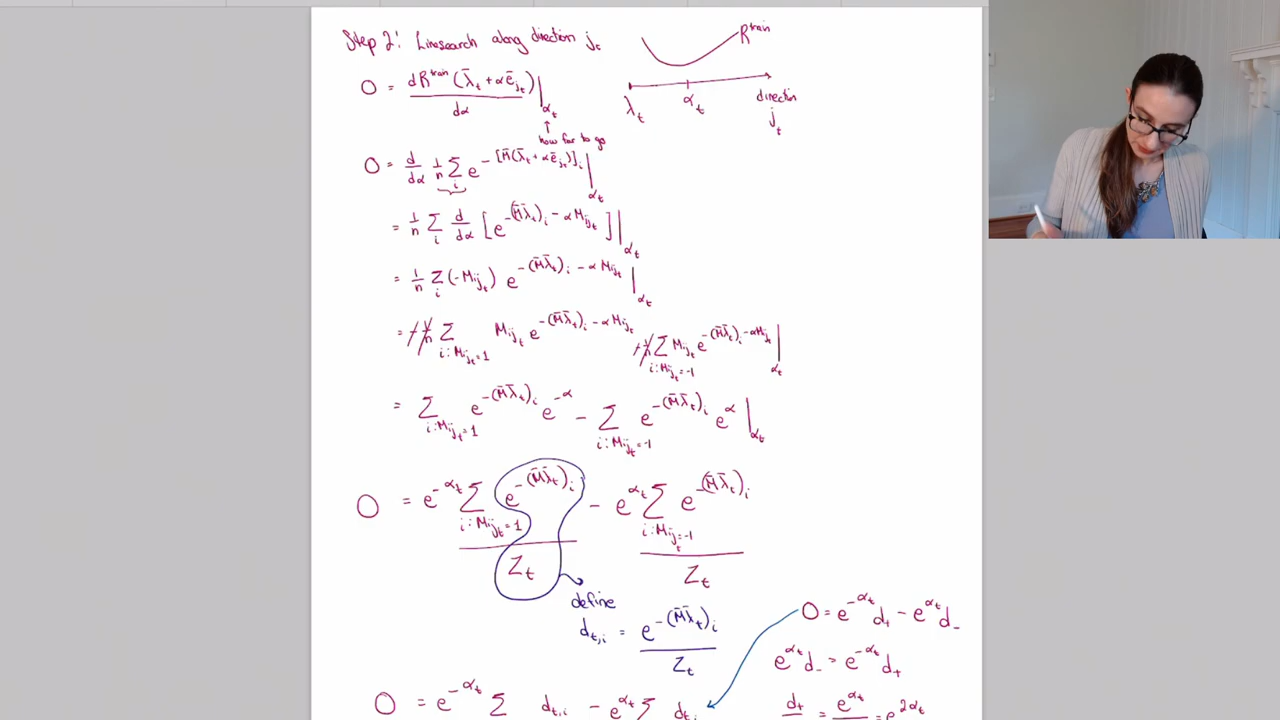 Step 2: Linesearch along direction j_t
R^train
λ_t α_t direction j_t
0 = dR^train(λ̄_t + αē_{j_t}) / dα |_{α_t}
↑
how far to go
0 = d/dα 1/n Σ_i e^{-[M̄(λ̄_t + αē_{j_t})]_i} |_{α_t}
= 1/n Σ_i d/dα [e^{-(M̄λ̄_t)_i - αM_{ij_t}}] |_{α_t}
= 1/n Σ_i (-M_{ij_t}) e^{-(M̄λ̄_t)_i - αM_{ij_t}} |_{α_t}
= Σ_{i:M_{ij_t}=1} M_{ij_t} e^{-(M̄λ̄_t)_i - αM_{ij_t}} Σ_{i:M_{ij_t}=-1} M_{ij_t} e^{-(M̄λ̄_t)_i - αM_{ij_t}} |_{α_t}
= Σ_{i:M_{ij_t}=1} e^{-(M̄λ̄_t)_i} e^{-α} - Σ_{i:M_{ij_t}=-1} e^{-(M̄λ̄_t)_i} e^{α} |_{α_t}
0 = e^{-α_t} Σ_{i:M_{ij_t}=1} e^{-(M̄λ̄_t)_i} / Z_t - e^{α_t} Σ_{i:M_{ij_t}=-1} e^{-(M̄λ̄_t)_i} / Z_t
define
d_{t,i} = e^{-(M̄λ̄_t)_i} / Z_t
0 = e^{-α_t} d_+ - e^{α_t} d_-
e^{α_t} d_- = e^{-α_t} d_+
0 = e^{-α_t} Σ d_{t,i} - e^{α_t} Σ d_{t,i}
d_+ = e^{α_t} = e^{2α_t}